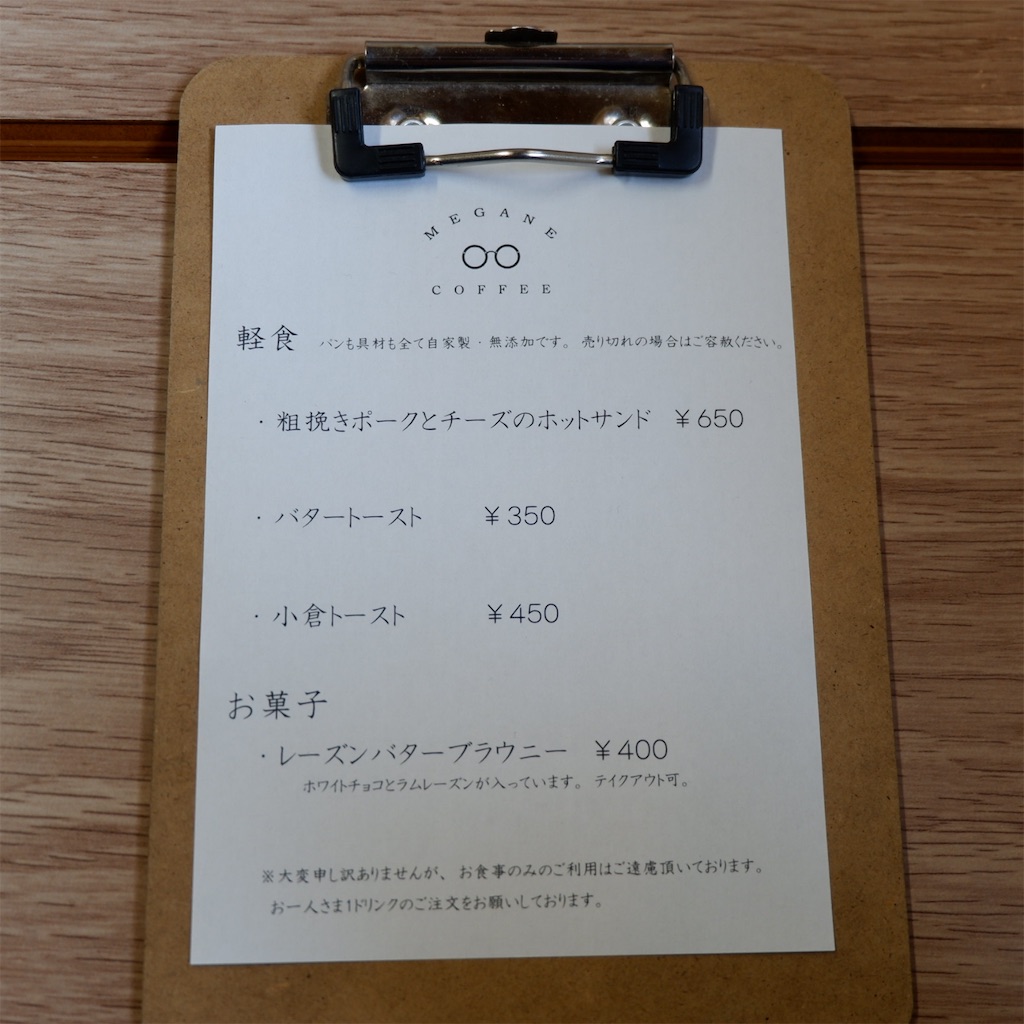 MEGANE
COFFEE
軽食 パンも具材も全て自家製・無添加です。 売り切れの場合はご容赦ください。
・粗挽きポークとチーズのホットサンド ￥650
・バタートースト ￥350
・小倉トースト ￥450
お菓子
・レーズンバターブラウニー ￥400
ホワイトチョコとラムレーズンが入っています。 テイクアウト可。
※大変申し訳ありませんが、お食事のみのご利用はご遠慮頂いております。
お一人さま1ドリンクのご注文をお願いしております。